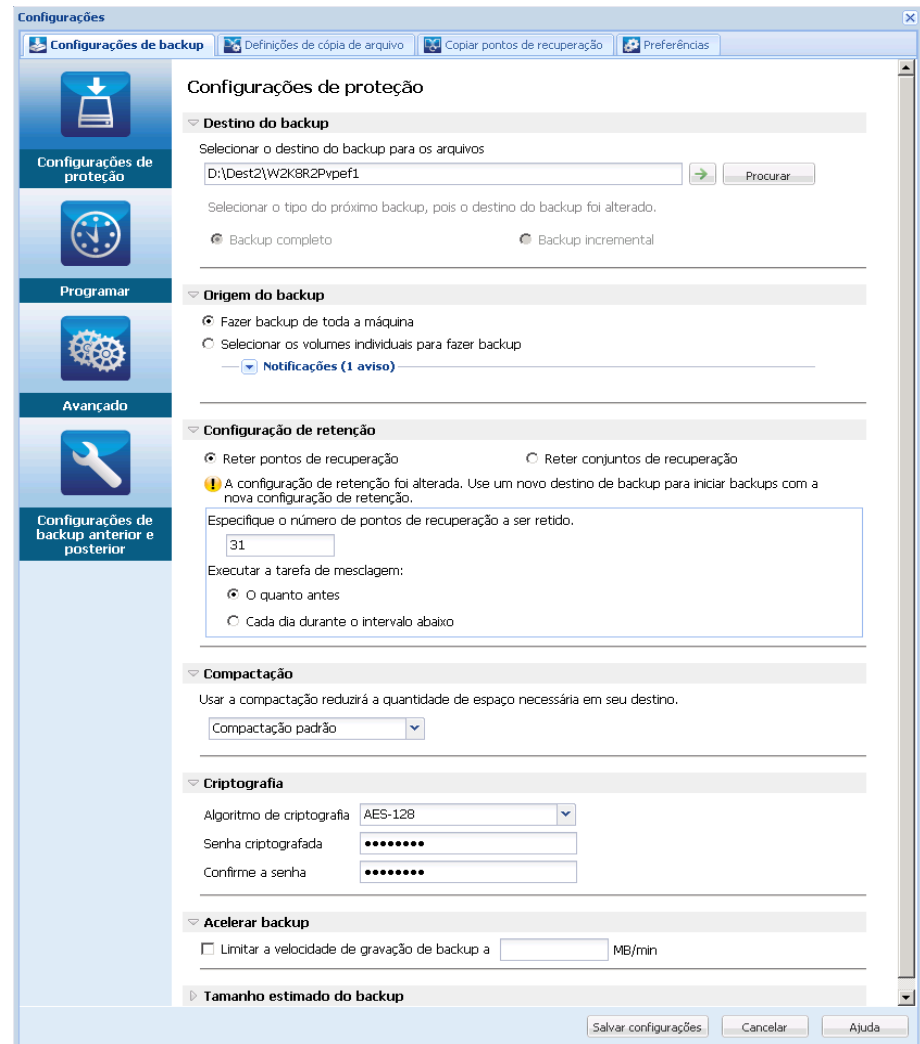 Configurações
Configurações de backup
Definições de cópia de arquivo
Copiar pontos de recuperação
Preferências
Configurações de
proteção
Programar
Avançado
Configurações de
backup anterior e
posterior
Configurações de proteção
Destino do backup
Selecionar o destino do backup para os arquivos
D:\Dest2\W2K8R2Pvpef1
Procurar
Selecionar o tipo do próximo backup, pois o destino do backup foi alterado.
Backup completo
Backup incremental
Origem do backup
Fazer backup de toda a máquina
Selecionar os volumes individuais para fazer backup
Notificações (1 aviso)
Configuração de retenção
Reter pontos de recuperação
Reter conjuntos de recuperação
A configuração de retenção foi alterada. Use um novo destino de backup para iniciar backups com a
nova configuração de retenção.
Especifique o número de pontos de recuperação a ser retido.
31
Executar a tarefa de mesclagem:
O quanto antes
Cada dia durante o intervalo abaixo
Compactação
Usar a compactação reduzirá a quantidade de espaço necessária em seu destino.
Compactação padrão
Criptografia
Algoritmo de criptografia AES-128
Senha criptografada ••••••••
Confirme a senha ••••••••
Acelerar backup
Limitar a velocidade de gravação de backup a MB/min
Tamanho estimado do backup
Salvar configurações
Cancelar
Ajuda